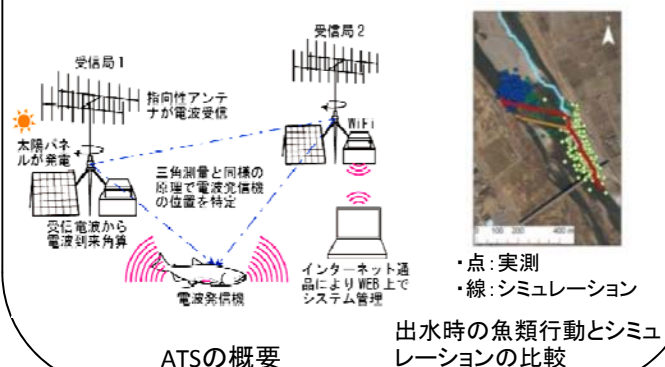 受信局1
受信局2
指向性アンテ
ナが電波受信
太陽パネ
ルが発電
WiFi
三角測量と同様の
原理で電波発信機
の位置を特定
受信電波から
電波到来角算
電波発信機
インターネット通
品によりWEB上で
システム管理
ATSの概要
0 100 200 400 m
・点:実測
・線:シミュレーション
出水時の魚類行動とシミュ
レーションの比較